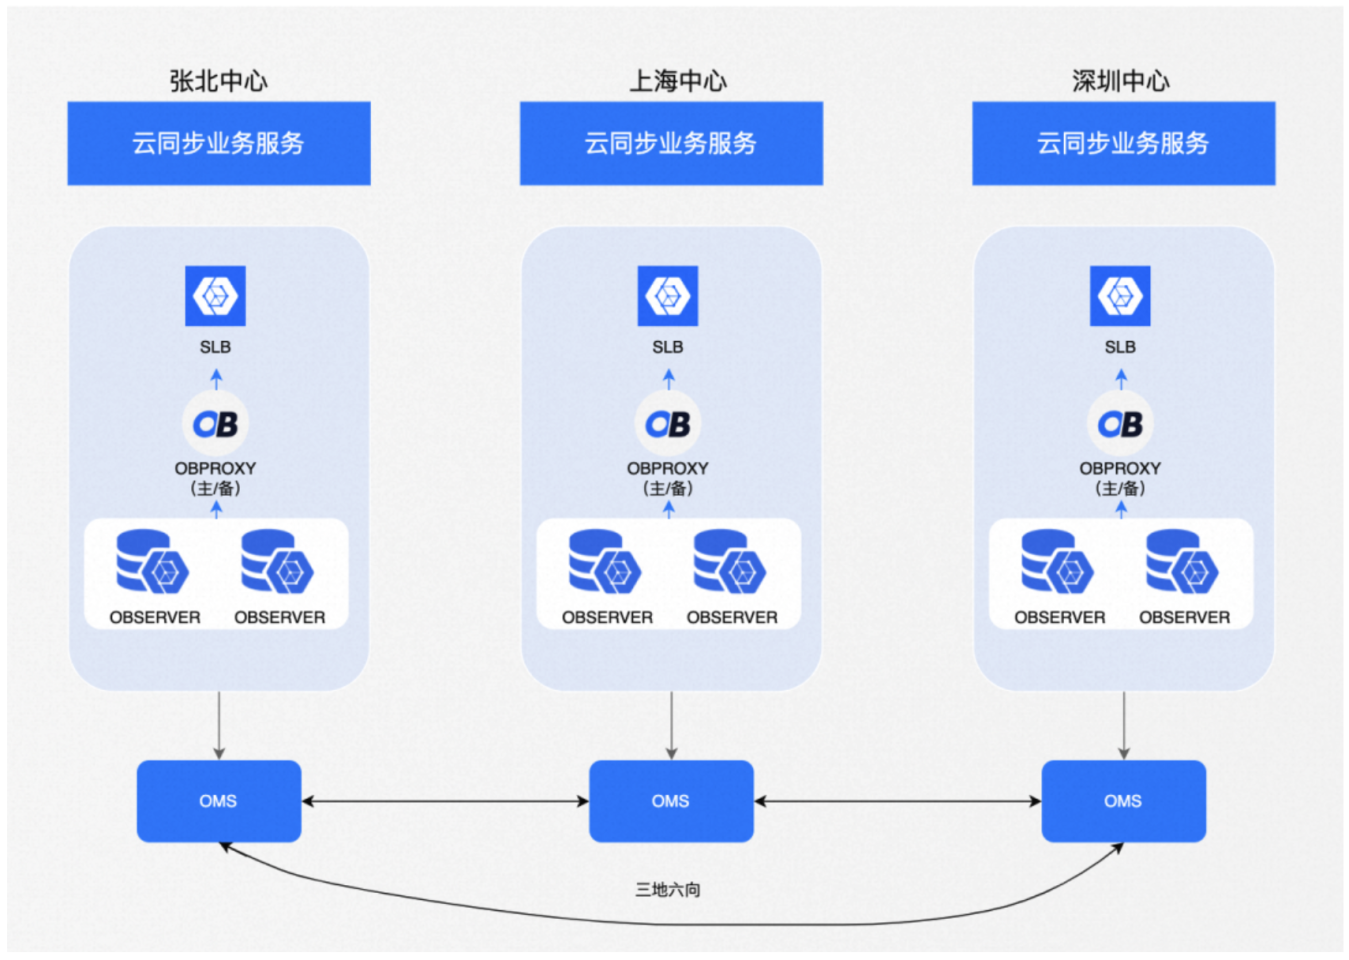 张北中心
上海中心
深圳中心
云同步业务服务
云同步业务服务
云同步业务服务
SLB
SLB
SLB
OB
OB
OB
OBPROXY
(主/备)
OBPROXY
(主/备)
OBPROXY
(主/备)
OBSERVER
OBSERVER
OBSERVER
OBSERVER
OBSERVER
OBSERVER
OMS
OMS
OMS
三地六向